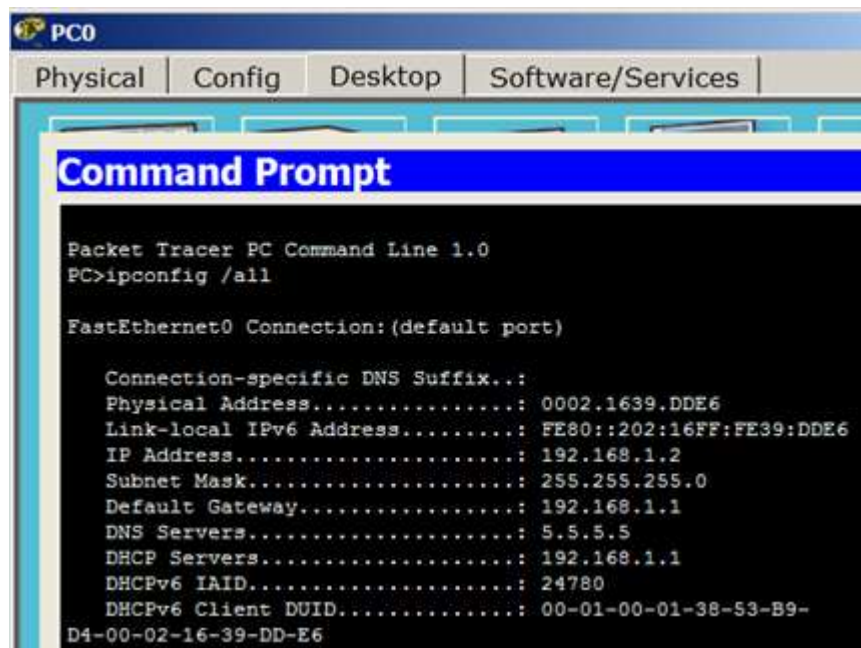 PC0
Physical Config Desktop Software/Services
Command Prompt
Packet Tracer PC Command Line 1.0
PC>ipconfig /all
FastEthernet0 Connection:(default port)
Connection-specific DNS Suffix..:
Physical Address................: 0002.1639.DDE6
Link-local IPv6 Address.........: FE80::202:16FF:FE39:DDE6
IP Address......................: 192.168.1.2
Subnet Mask.....................: 255.255.255.0
Default Gateway.................: 192.168.1.1
DNS Servers.....................: 5.5.5.5
DHCP Servers....................: 192.168.1.1
DHCPv6 IAID.....................: 24780
DHCPv6 Client DUID..............: 00-01-00-01-38-53-B9-
D4-00-02-16-39-DD-E6